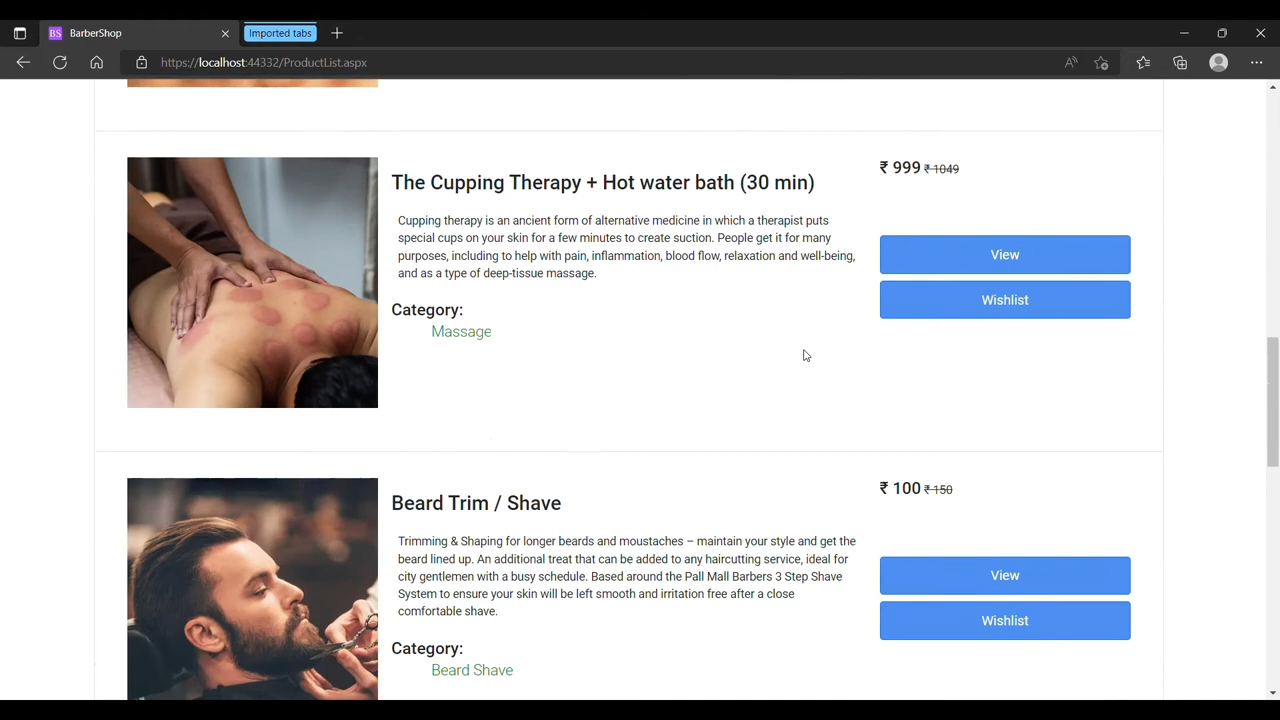 BS BarberShop
Imported tabs
https://localhost:44332/ProductList.aspx
The Cupping Therapy + Hot water bath (30 min)
₹ 999 ₹ 1049
Cupping therapy is an ancient form of alternative medicine in which a therapist puts
special cups on your skin for a few minutes to create suction. People get it for many
purposes, including to help with pain, inflammation, blood flow, relaxation and well-being,
and as a type of deep-tissue massage.
View
Wishlist
Category:
Massage
Beard Trim / Shave
₹ 100 ₹ 150
Trimming & Shaping for longer beards and moustaches – maintain your style and get the
beard lined up. An additional treat that can be added to any haircutting service, ideal for
city gentlemen with a busy schedule. Based around the Pall Mall Barbers 3 Step Shave
System to ensure your skin will be left smooth and irritation free after a close
comfortable shave.
View
Wishlist
Category:
Beard Shave